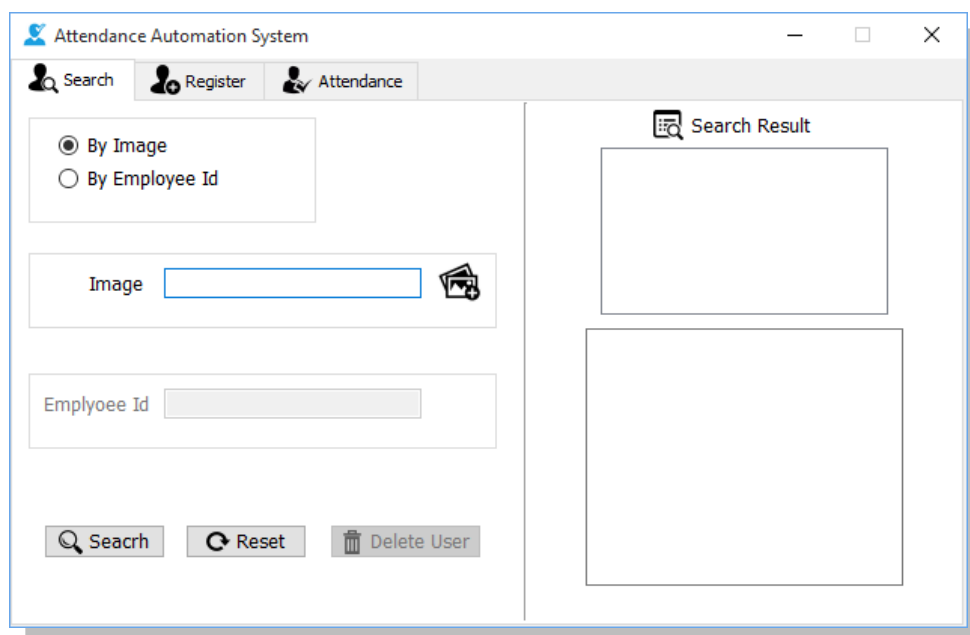 Attendance Automation System
Search Register Attendance
By Image
By Employee Id
Image
Emplyoee Id
Seacrh Reset Delete User
Search Result